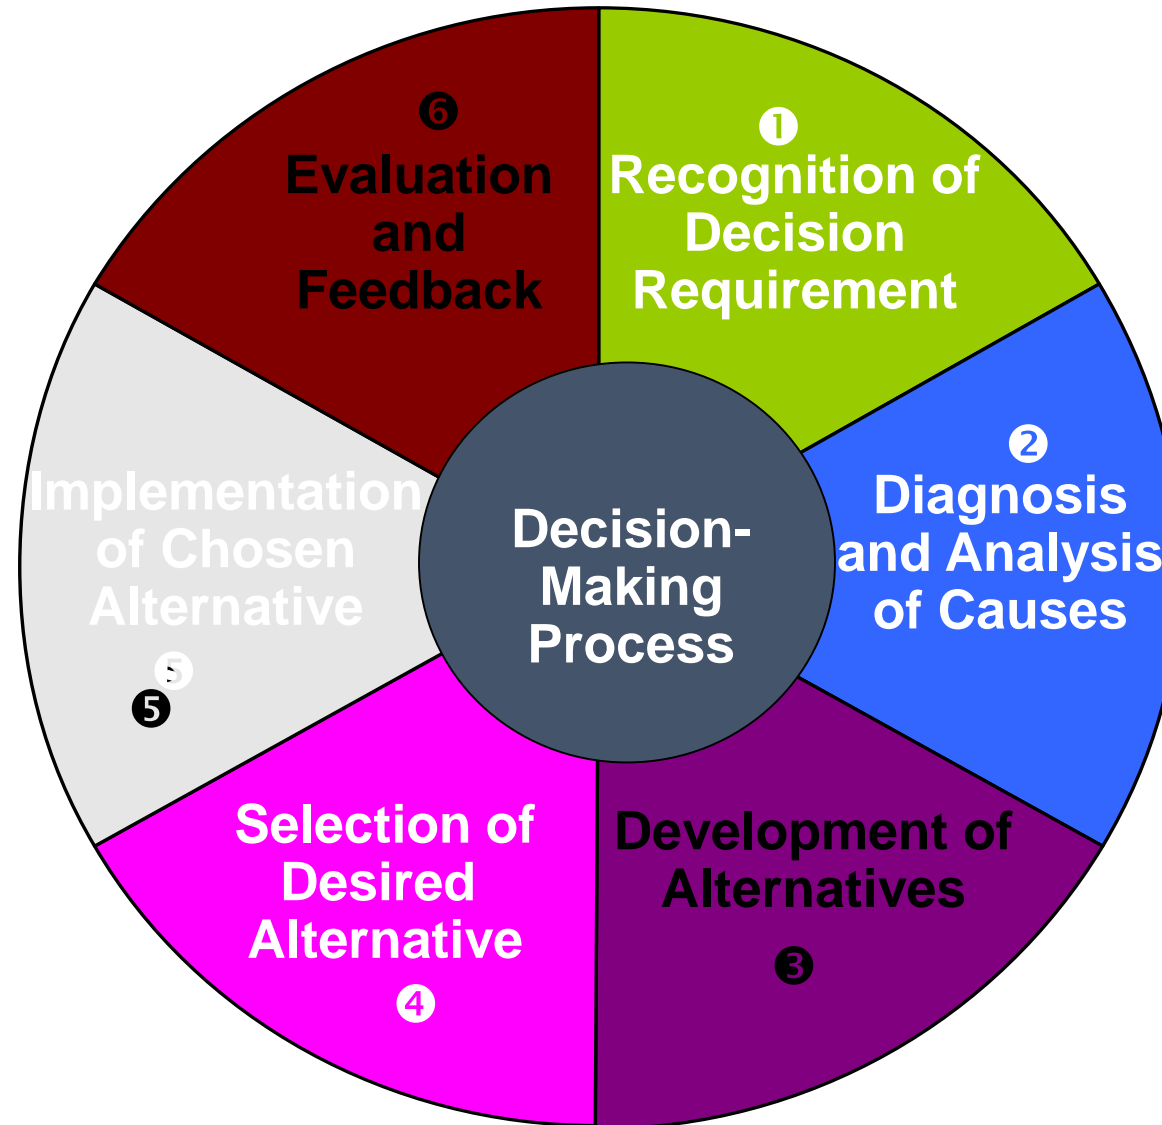 ❶
Recognition of
Decision
Requirement
❷
Diagnosis
and Analysis
of Causes
Development of
Alternatives
❸
Selection of
Desired
Alternative
❹
Implementation
of Chosen
Alternative
❺
❺
❻
Evaluation
and
Feedback
Decision-
Making
Process